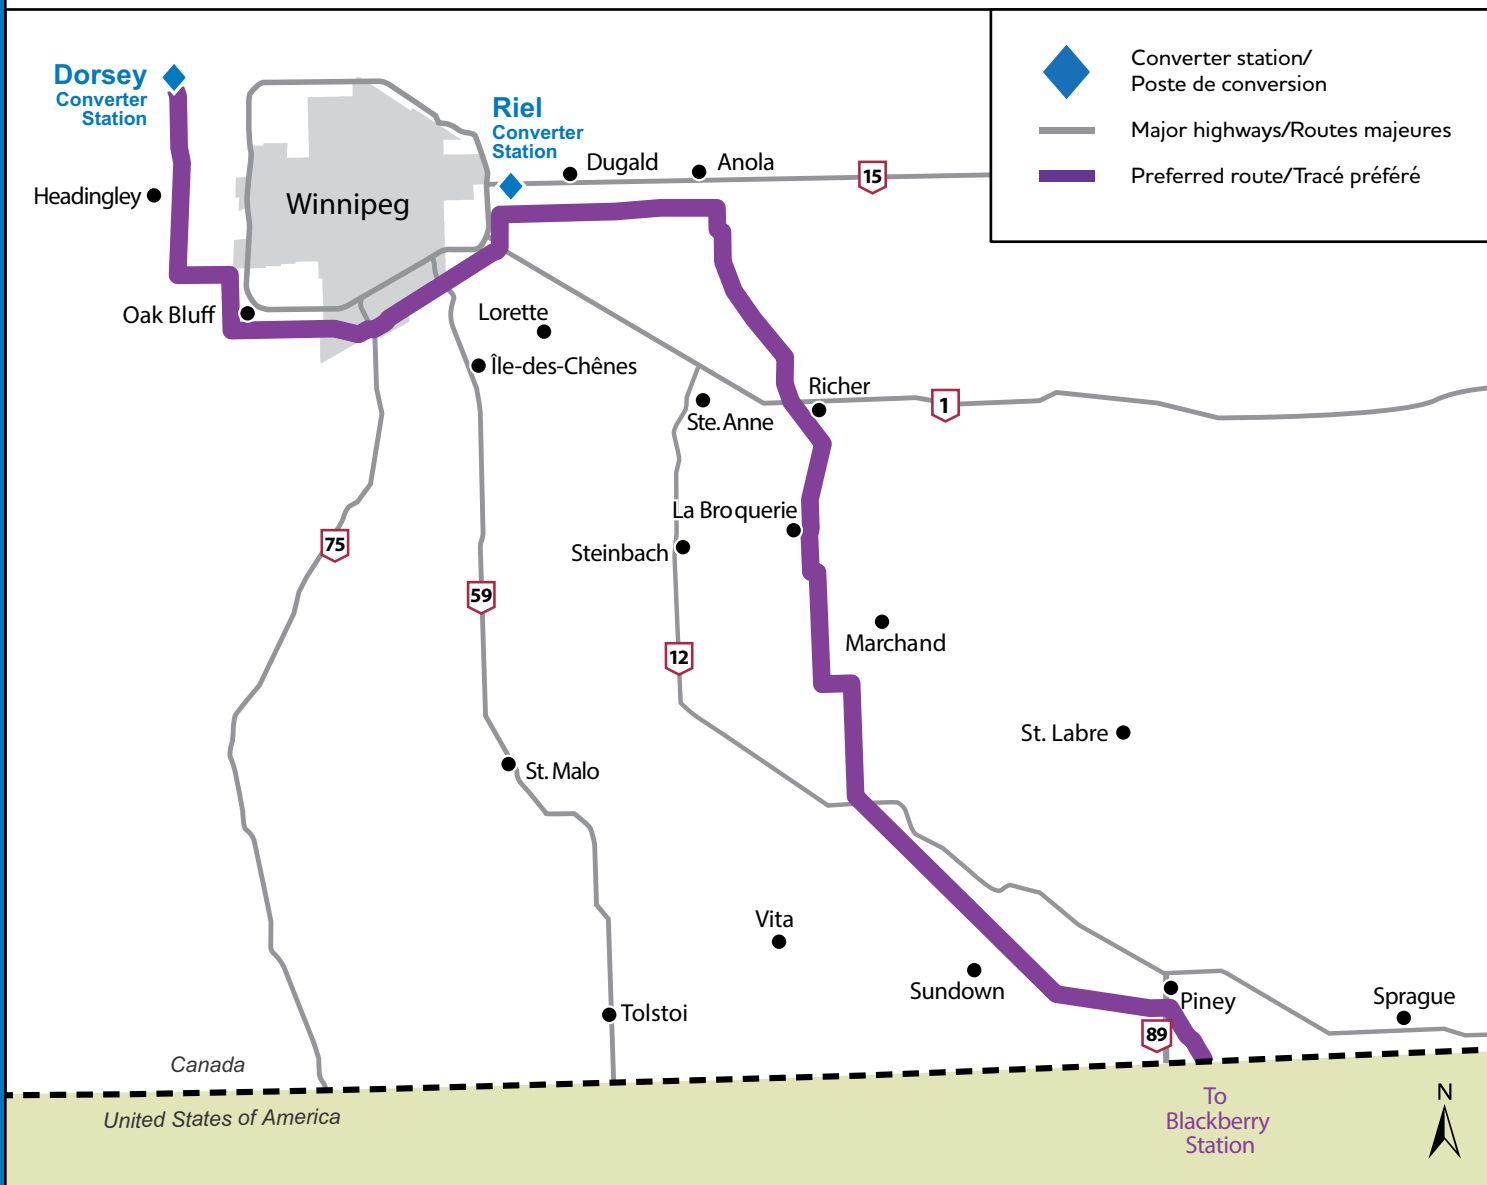 Dorsey
Converter
Station
Riel
Converter
Station
Converter station/
Poste de conversion
Major highways/Routes majeures
Preferred route/Tracé préféré
Dugald
Anola
15
Headingley
Winnipeg
Oak Bluff
Lorette
Île-des-Chênes
Richer
1
Ste. Anne
La Broquerie
75
Steinbach
59
12
Marchand
St. Labre
St. Malo
Vita
Sundown
Piney
Sprague
Tolstoi
89
Canada
United States of America
To
Blackberry
Station
N